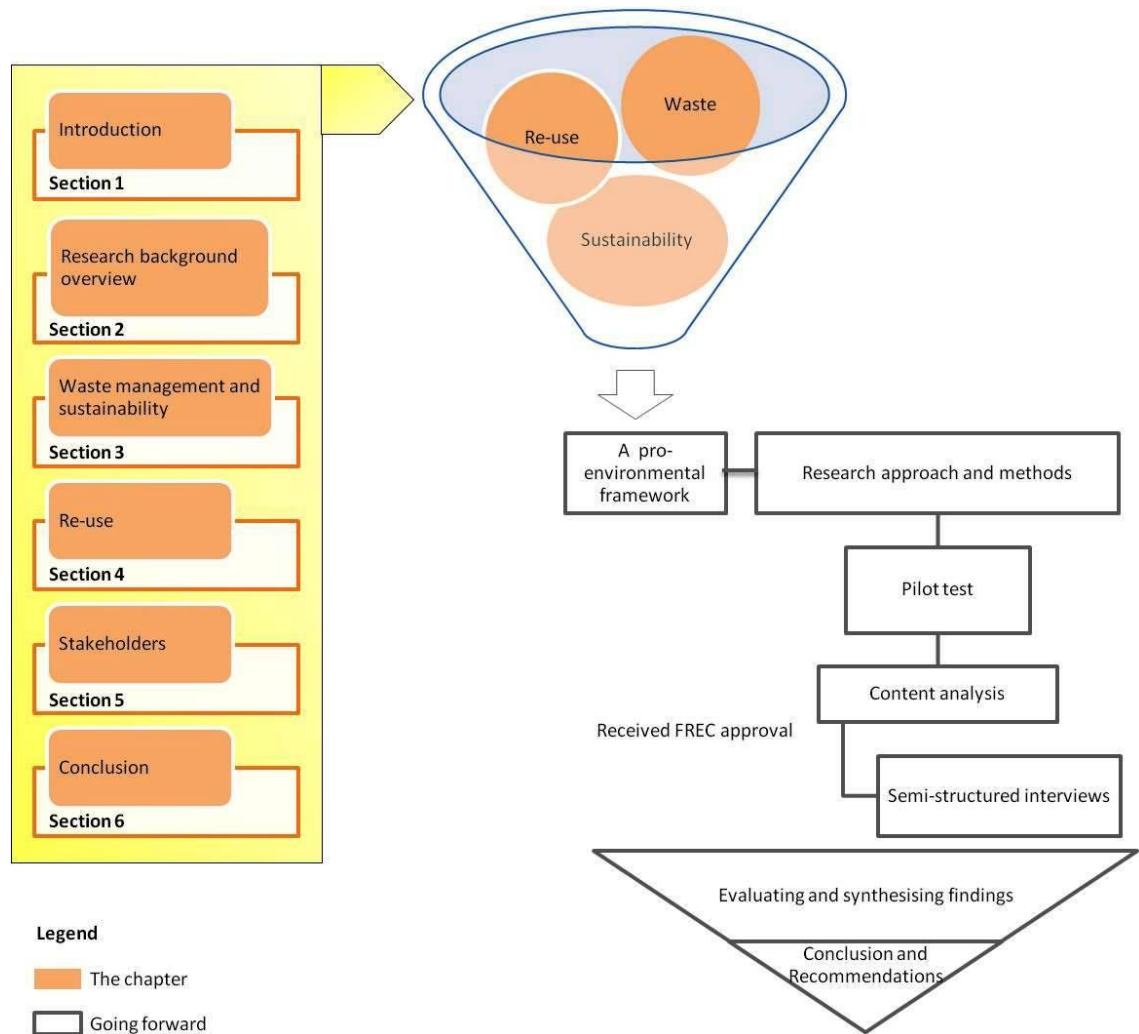 Introduction
Section 1
Research background
overview
Section 2
Waste management and
sustainability
Section 3
Re-use
Section 4
Stakeholders
Section 5
Conclusion
Section 6
Waste
Re-use
Sustainability
A pro-
environmental
framework
Research approach and methods
Pilot test
Content analysis
Received FREC approval
Semi-structured interviews
Evaluating and synthesising findings
Conclusion and
Recommendations
Legend
The chapter
Going forward